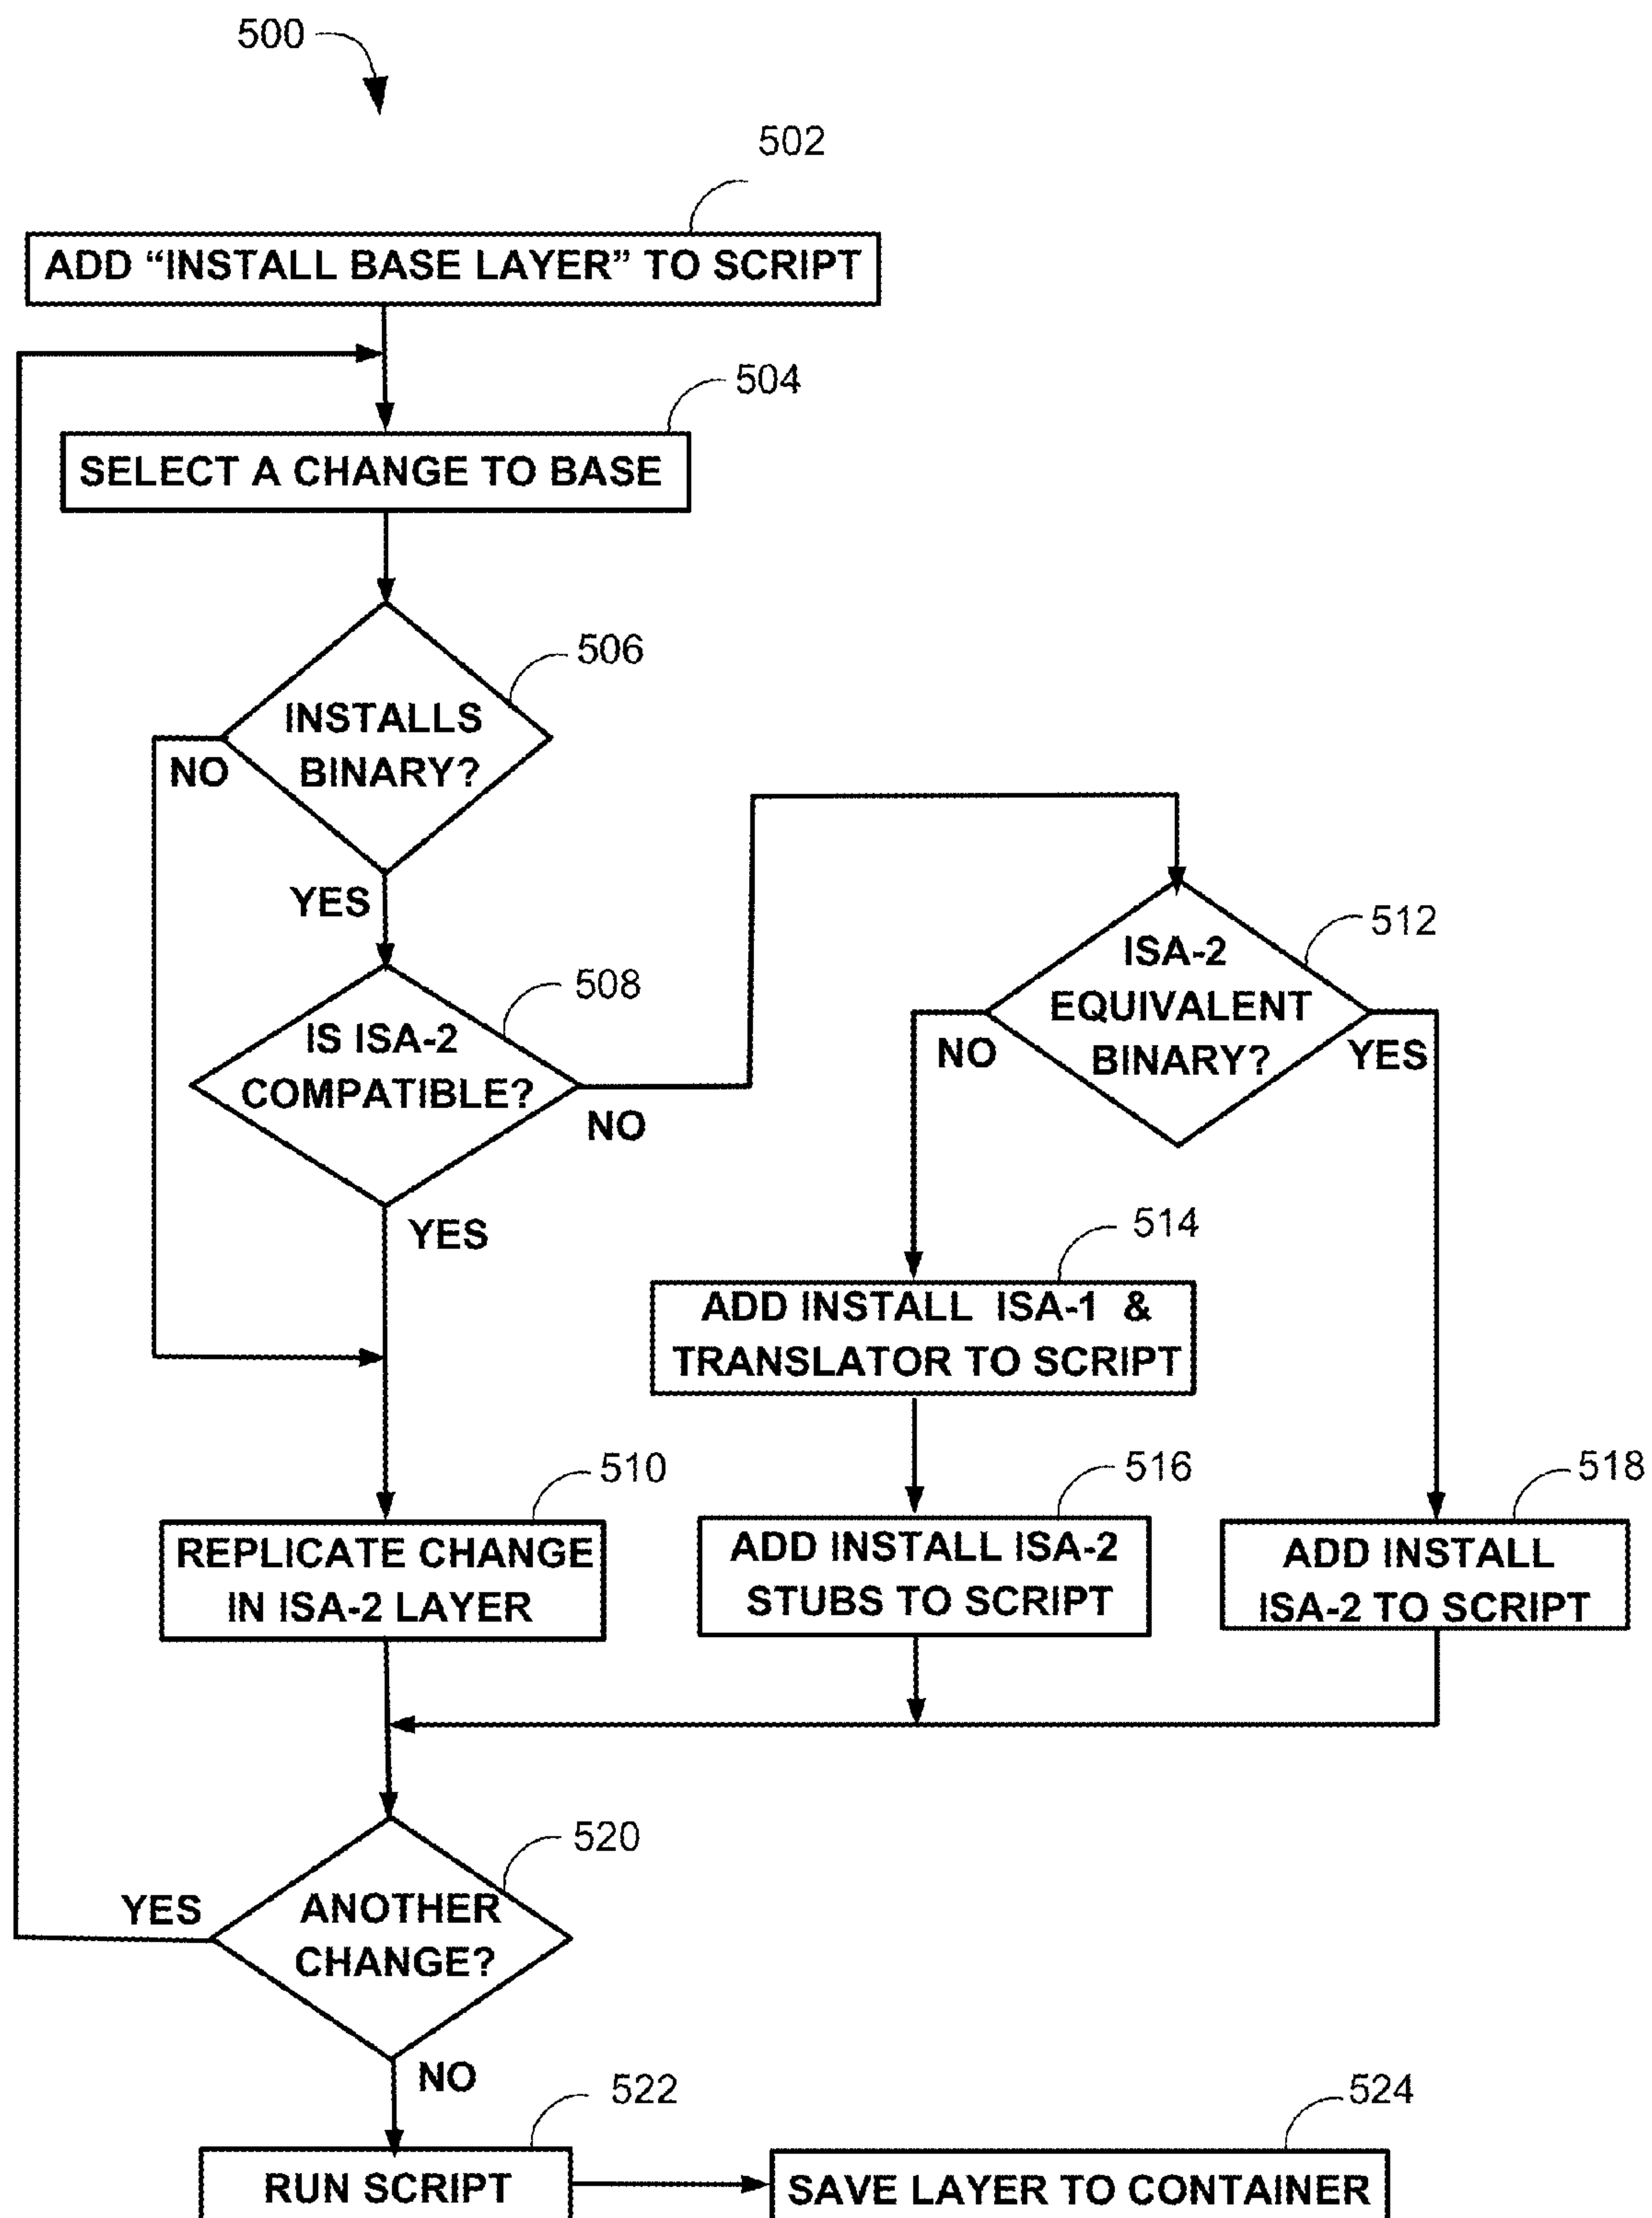 500
502
ADD “INSTALL BASE LAYER” TO SCRIPT
504
SELECT A CHANGE TO BASE
506
INSTALLS
BINARY?
NO
YES
508
IS ISA-2
COMPATIBLE?
NO
YES
512
ISA-2
EQUIVALENT
BINARY?
NO
YES
514
ADD INSTALL ISA-1 &
TRANSLATOR TO SCRIPT
510
REPLICATE CHANGE
IN ISA-2 LAYER
516
ADD INSTALL ISA-2
STUBS TO SCRIPT
518
ADD INSTALL
ISA-2 TO SCRIPT
520
ANOTHER
CHANGE?
YES
NO
522
RUN SCRIPT
524
SAVE LAYER TO CONTAINER